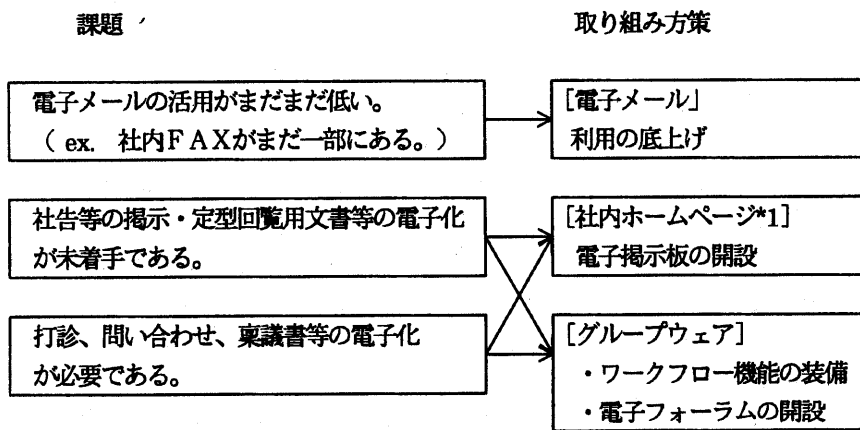 課題
取り組み方策
電子メールの活用がまだまだ低い。
( ex. 社内FAXがまだ一部にある。)
[電子メール」
利用の底上げ
社告等の掲示・定型回覧用文書等の電子化
が未着手である。
[社内ホームページ*1]
電子掲示板の開設
打診、問い合わせ、稟議書等の電子化
が必要である。
[グループウェア]
・ワークフロー機能の装備
・電子フォーラムの開設